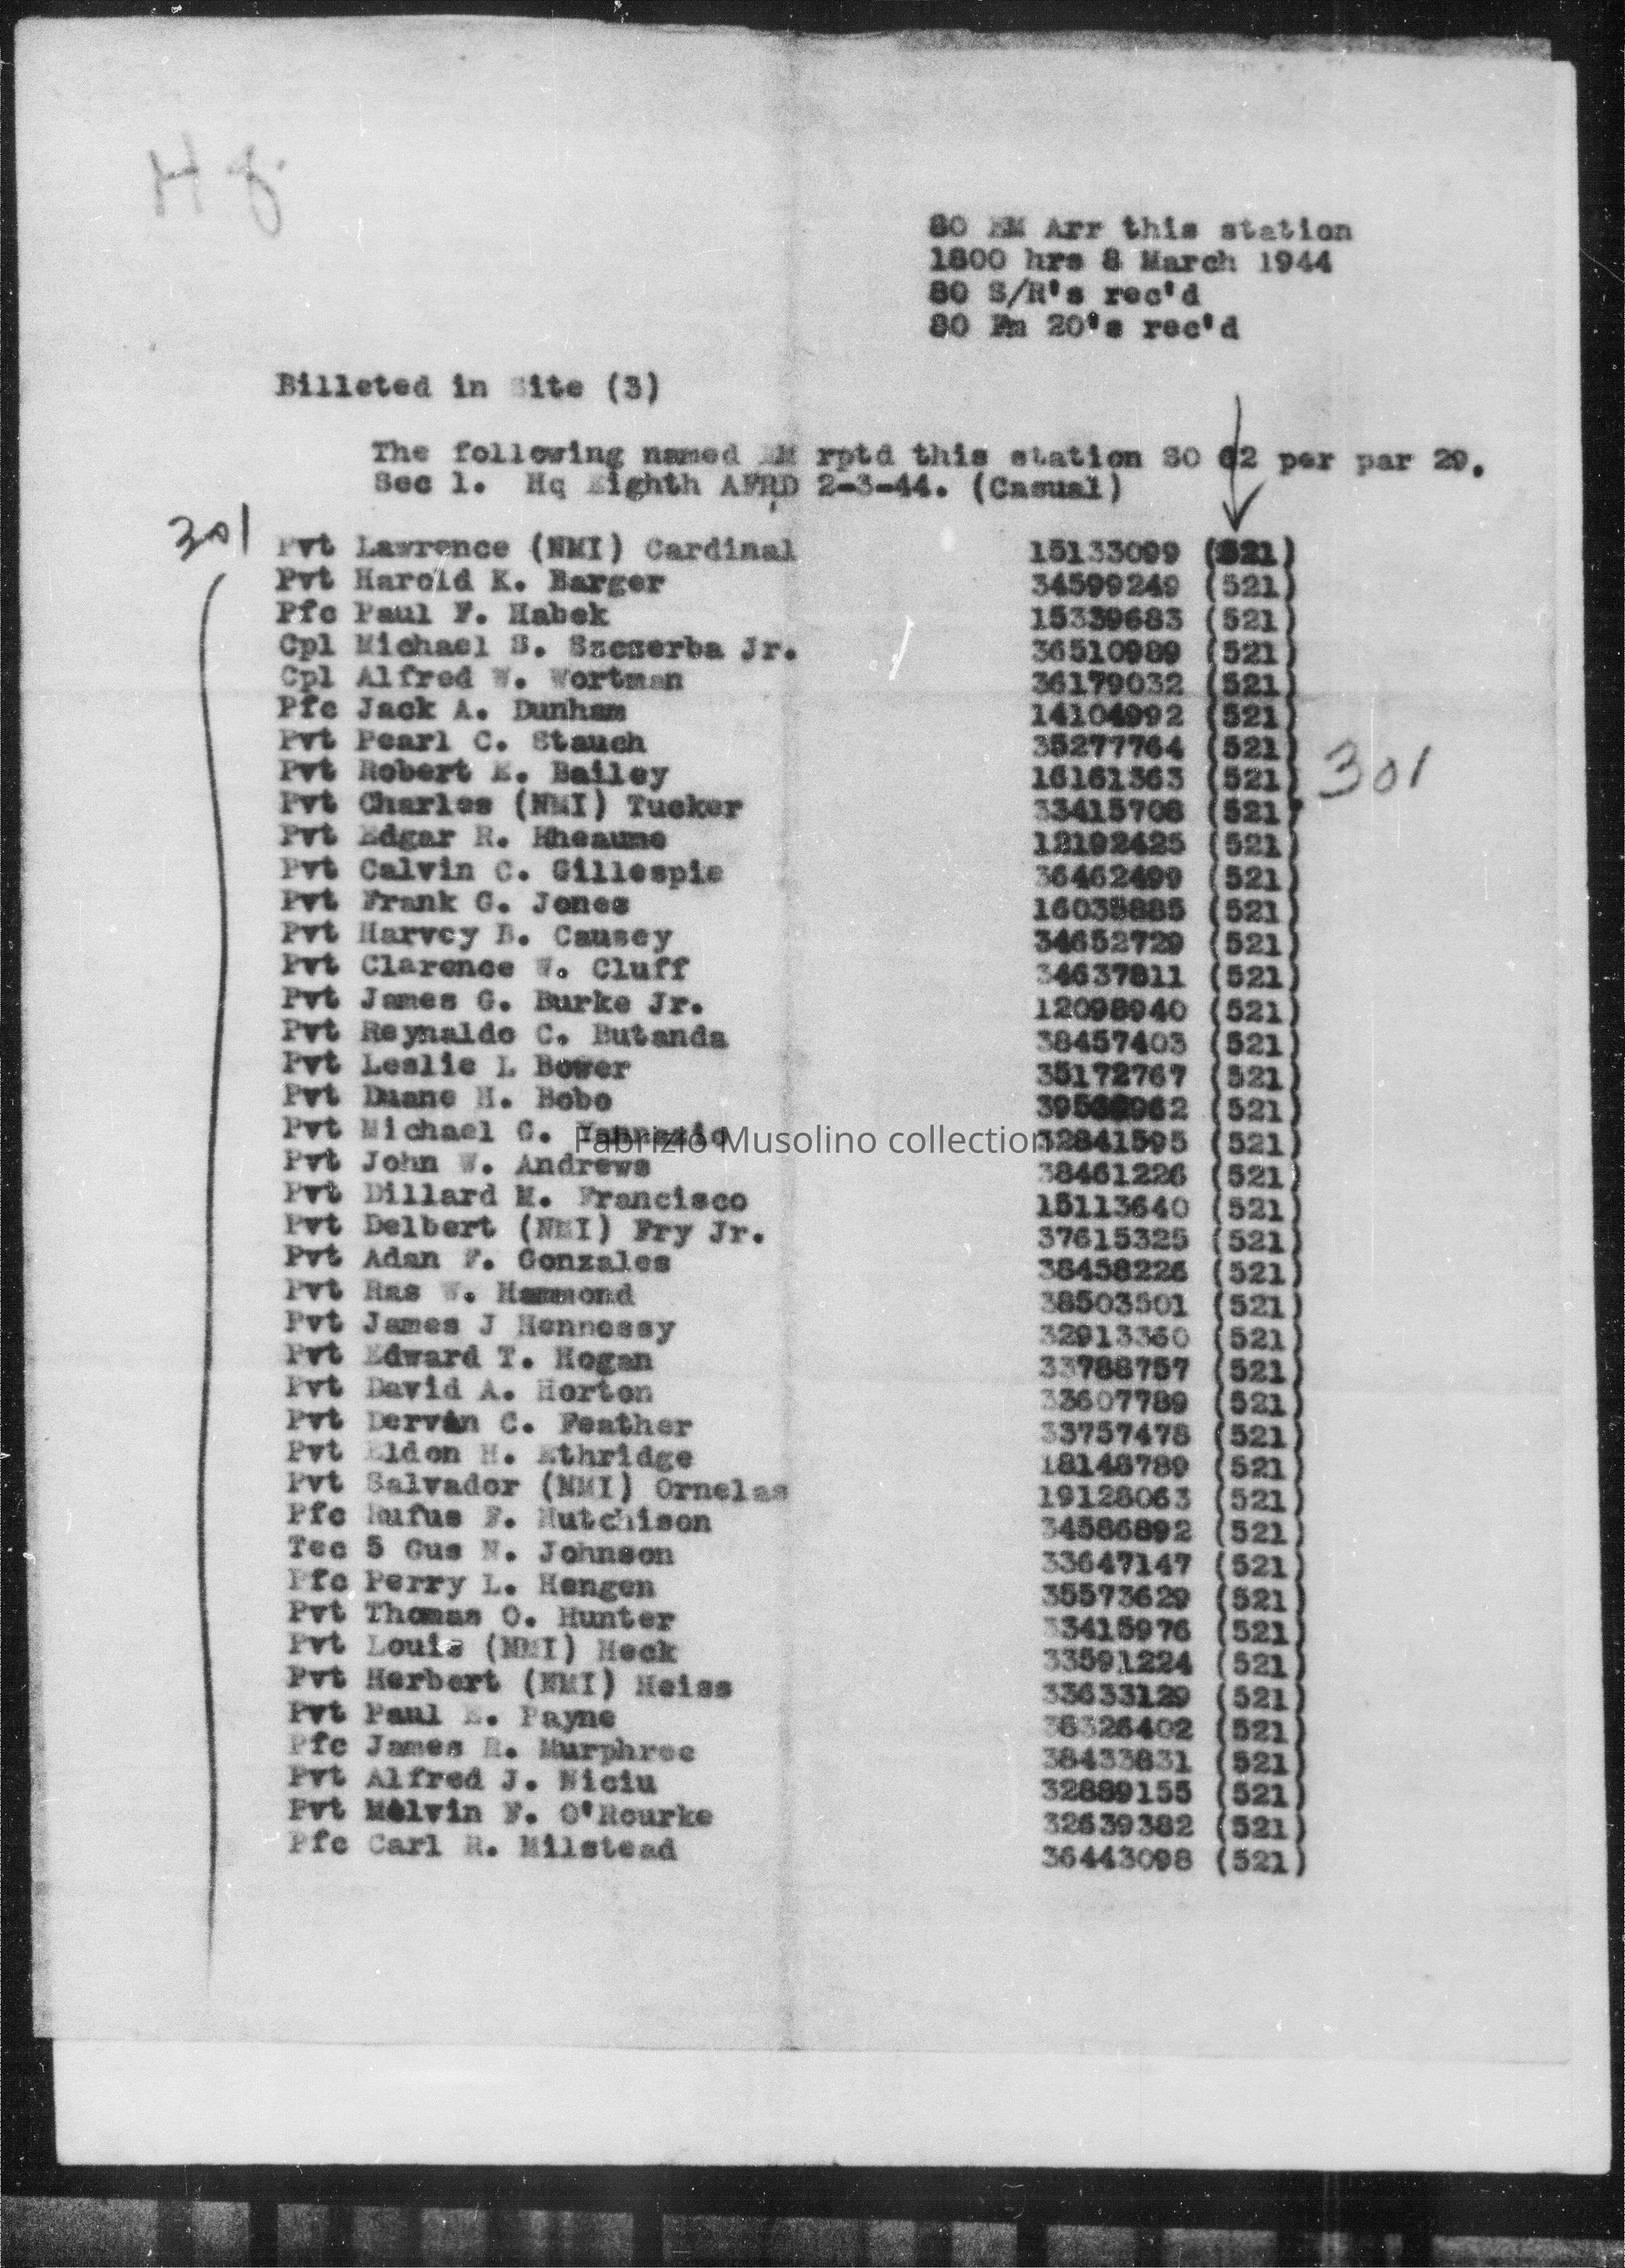 Hq.
80 EM Arr this station
1800 hrs 8 March 1944
80 S/R's rec'd
80 Fm 20's rec'd
Billeted in Site (3)
The following named EM rptd this station SO 62 per par 29.
Sec 1. Hq Eighth AFRD 2-3-44. (Casual)
301
Pvt Lawrence (NMI) Cardinal 15133099 (521)
Pvt Harold K. Barger 34599249 (521)
Pfc Paul F. Habek 15339683 (521)
Cpl Michael S. Szczerba Jr. 36510989 (521)
Cpl Alfred W. Wortman 36179032 (521)
Pfc Jack A. Dunham 14104992 (521)
Pvt Pearl C. Stauch 35277764 (521)
Pvt Robert E. Bailey 16161363 (521) 301
Pvt Charles (NMI) Tucker 33415708 (521)
Pvt Edgar R. Rheaume 12192425 (521)
Pvt Calvin C. Gillespie 36462499 (521)
Pvt Frank G. Jones (521)
Pvt Harvey B. Causey 34652729 (521)
Pvt Clarence W. Cluff 34637811 (521)
Pvt James G. Burke Jr. 12098940 (521)
Pvt Reynaldo C. Butanda 38457403 (521)
Pvt Leslie L Bower 35172767 (521)
Pvt Duane H. Bobo (521)
Pvt Michael G. 32841595 (521)
Pvt John W. Andrews 38461226 (521)
Pvt Dillard M. Francisco 15113640 (521)
Pvt Delbert (NMI) Fry Jr. 37615325 (521)
Pvt Adan F. Gonzales 38458226 (521)
Pvt Ras W. Hammond 38503501 (521)
Pvt James J Hennessy 32913360 (521)
Pvt Edward T. Hogan 33788757 (521)
Pvt David A. Horton 33607789 (521)
Pvt Dervin C. Feather 33757478 (521)
Pvt Eldon H. Ethridge 18148789 (521)
Pvt Salvador (NMI) Ornelas 19128063 (521)
Pfc Rufus F. Hutchison 34586892 (521)
Tec 5 Gus N. Johnson 33647147 (521)
Pfc Perry L. Hengen 35573629 (521)
Pvt Thomas O. Hunter 33415976 (521)
Pvt Louis (NMI) Heck 33591224 (521)
Pvt Herbert (NMI) Heiss 33633129 (521)
Pvt Paul E. Payne 38326402 (521)
Pfc James R. Murphree 38433831 (521)
Pvt Alfred J. Niciu 32889155 (521)
Pvt Melvin F. O'Rourke 32639382 (521)
Pfc Carl R. Milstead 36443098 (521)
Fabrizio Musolino collection